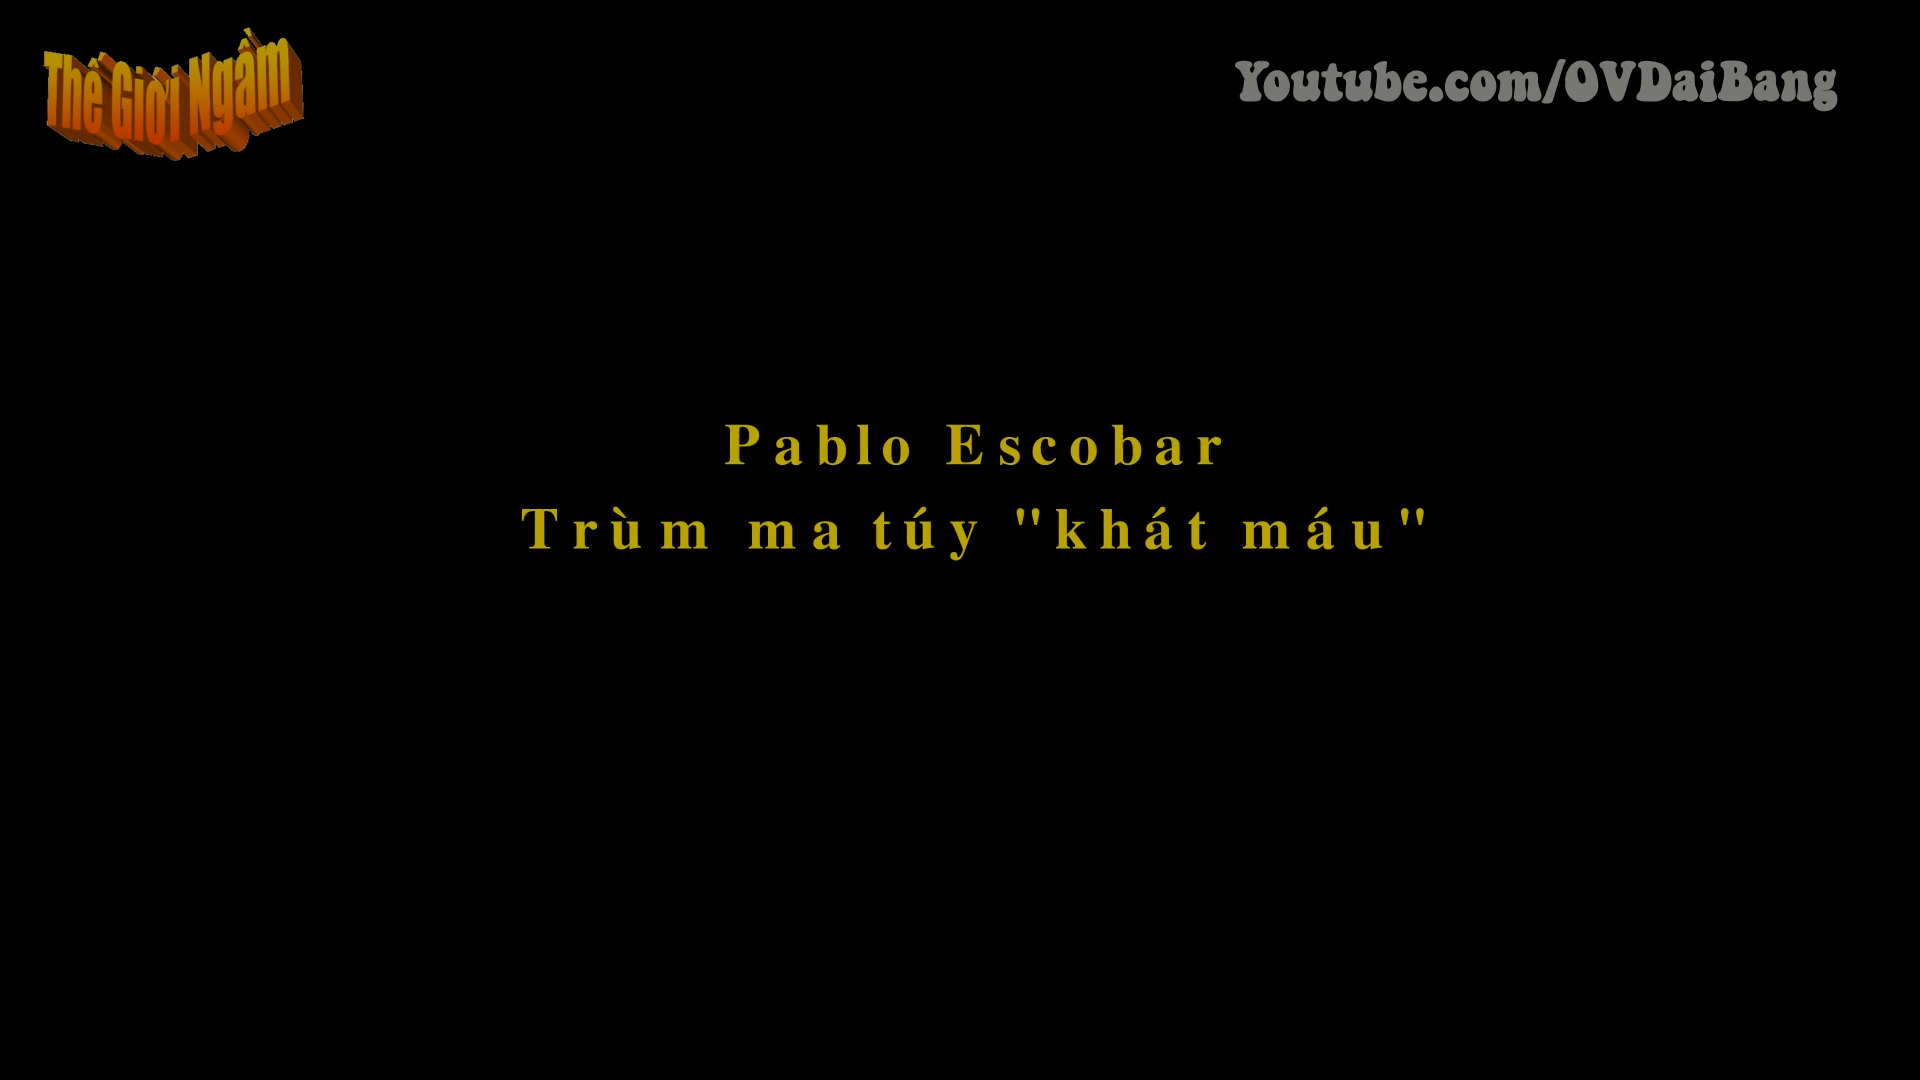 Thế Giới Ngầm
Youtube.com/OVDaiBang
Pablo Escobar
Trùm ma túy "khát máu"